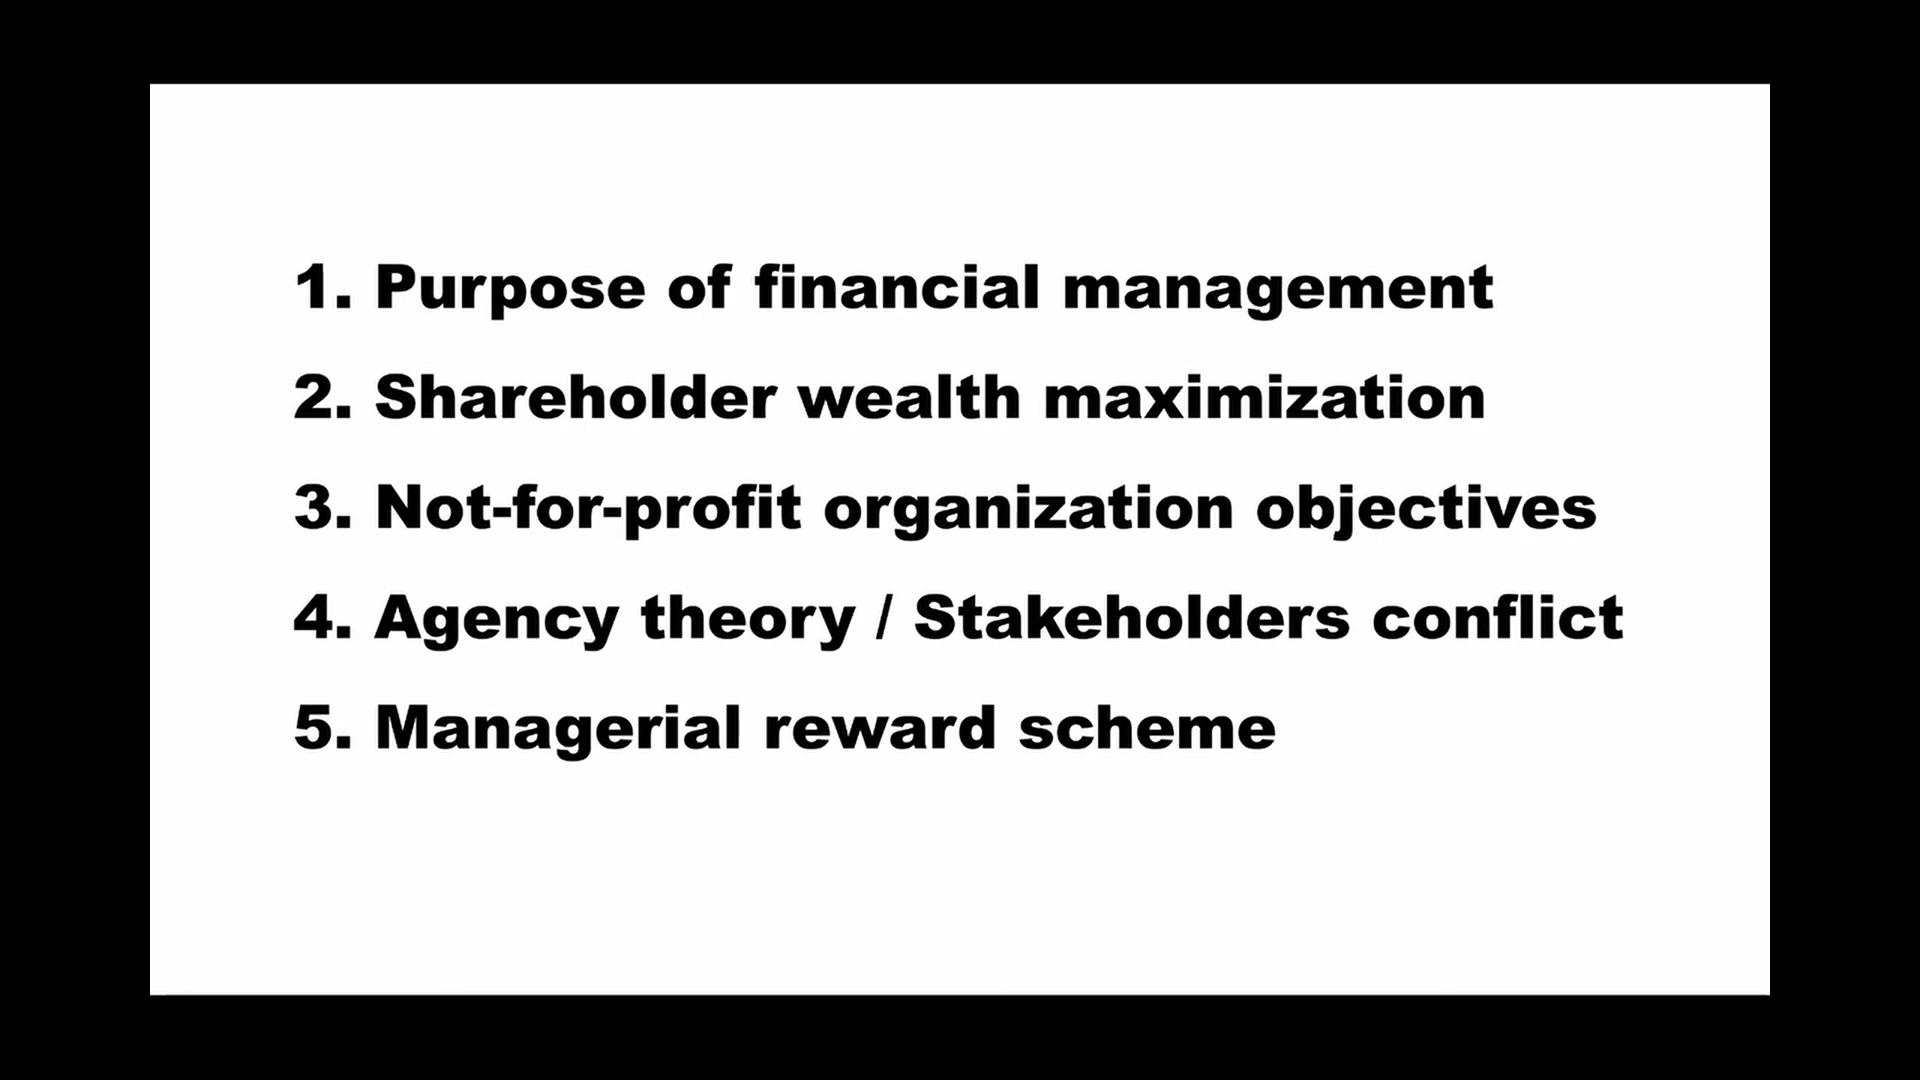 1. Purpose of financial management
2. Shareholder wealth maximization
3. Not-for-profit organization objectives
4. Agency theory / Stakeholders conflict
5. Managerial reward scheme